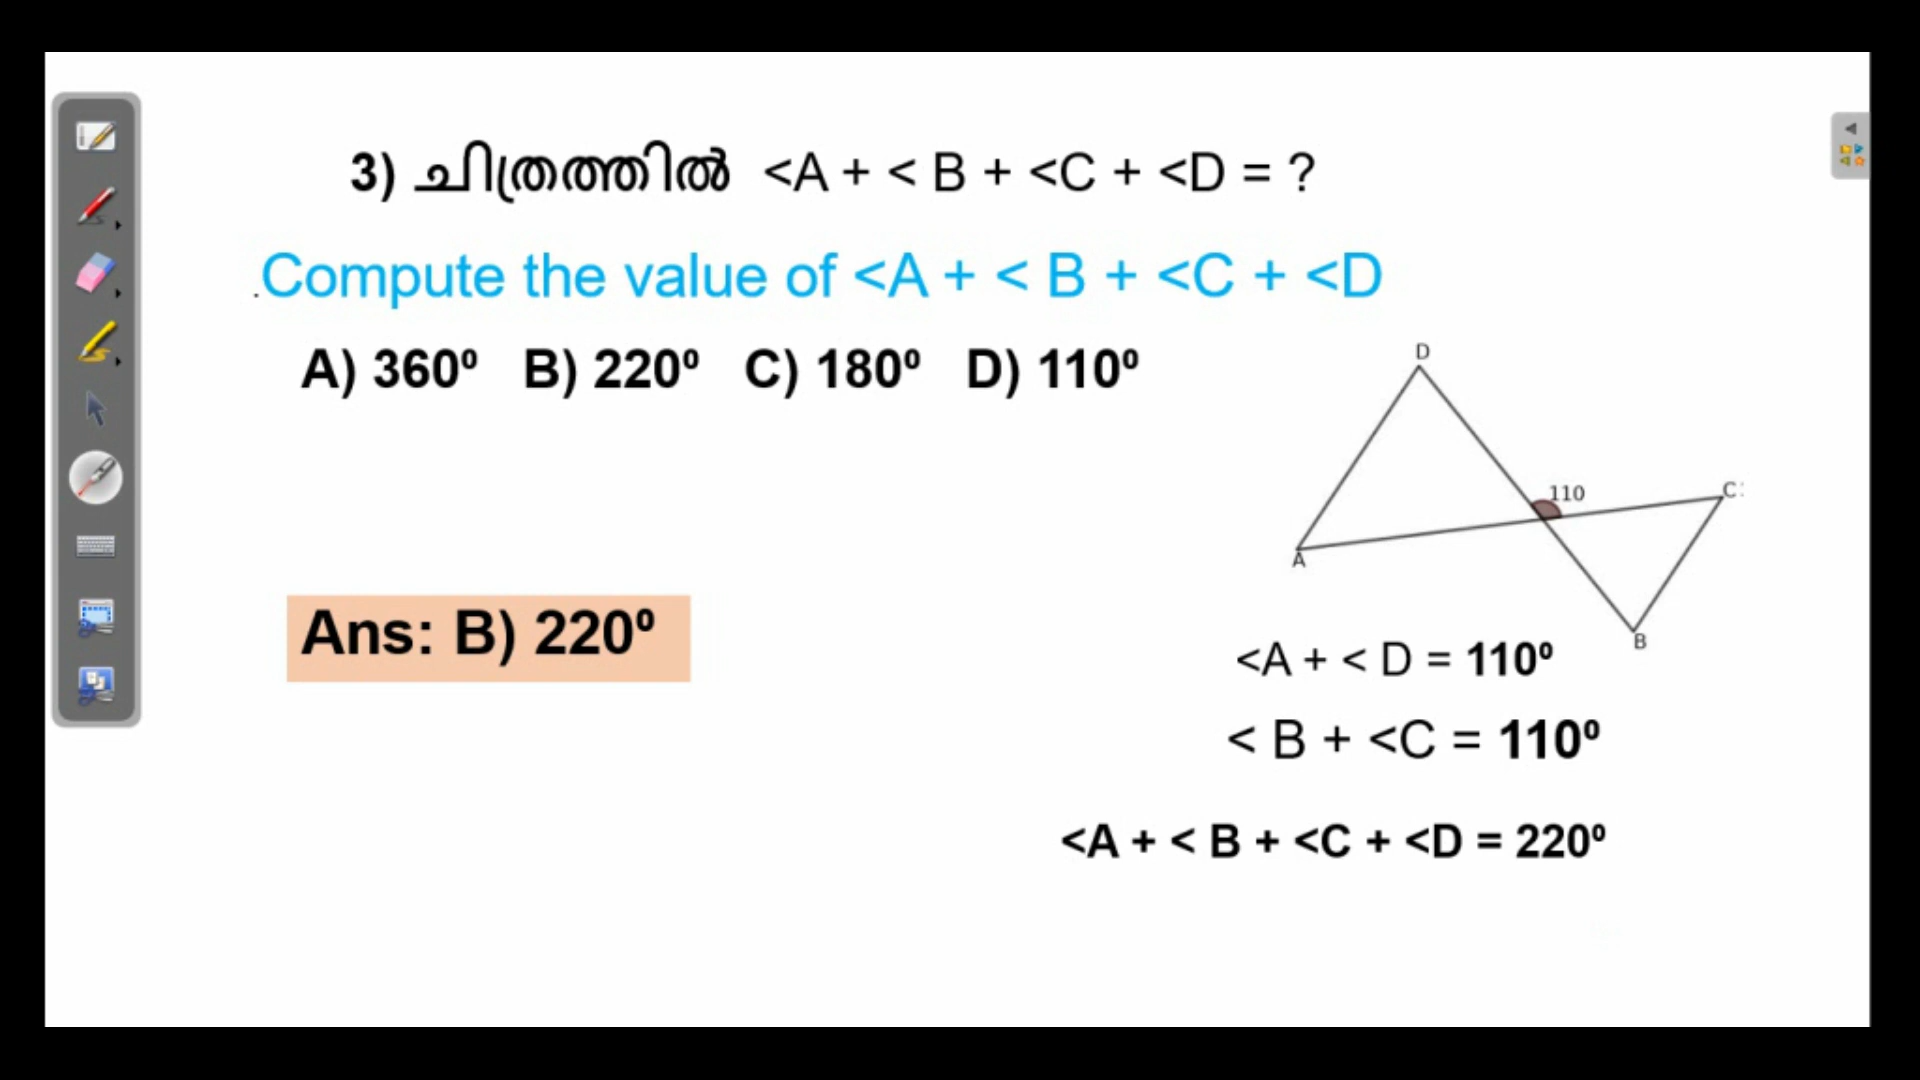 3) ചിത്രത്തിൽ <A + < B + <C + <D = ?
.Compute the value of <A + < B + <C + <D
A) 360⁰ B) 220⁰ C) 180⁰ D) 110⁰
D
110
C
A
B
Ans: B) 220⁰
<A + < D = 110⁰
< B + <C = 110⁰
<A + < B + <C + <D = 220⁰